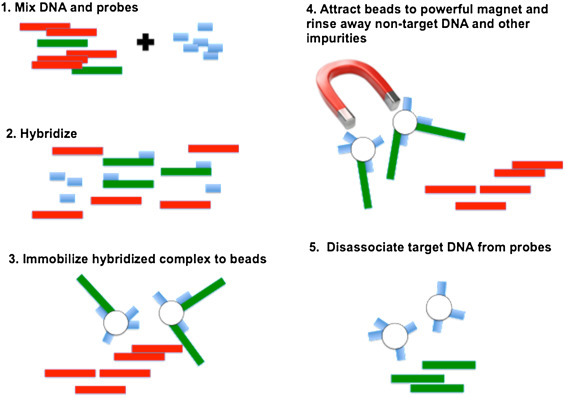 1. Mix DNA and probes
2. Hybridize
3. Immobilize hybridized complex to beads
4. Attract beads to powerful magnet and
rinse away non-target DNA and other
impurities
5.  Disassociate target DNA from probes